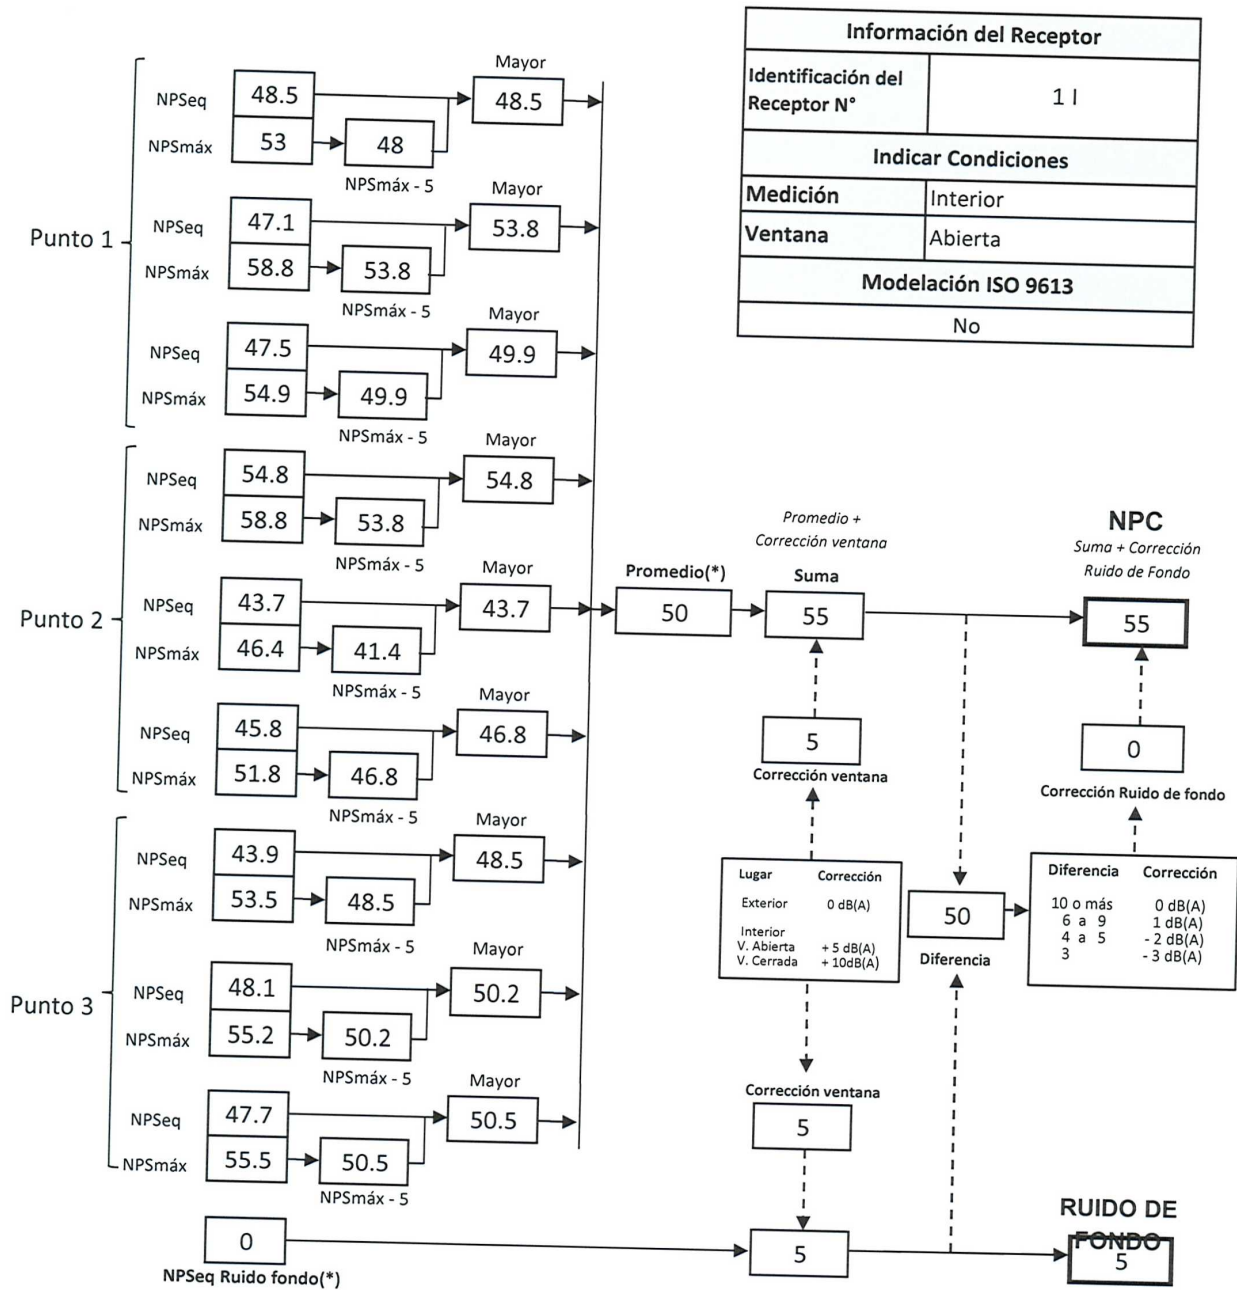 Información del Receptor
Identificación del
Receptor N°
1 I
Indicar Condiciones
Medición Interior
Ventana Abierta
Modelación ISO 9613
No
Punto 1
Mayor
NPSeq 48.5 48.5
NPSmáx 53 48
NPSmáx - 5
Mayor
NPSeq 47.1 53.8
NPSmáx 58.8 53.8
NPSmáx - 5
Mayor
NPSeq 47.5 49.9
NPSmáx 54.9 49.9
NPSmáx - 5
Punto 2
Mayor
NPSeq 54.8 54.8
NPSmáx 58.8 53.8
NPSmáx - 5
Mayor
NPSeq 43.7 43.7
NPSmáx 46.4 41.4
NPSmáx - 5
Mayor
NPSeq 45.8 46.8
NPSmáx 51.8 46.8
NPSmáx - 5
Punto 3
NPSeq 43.9 Mayor 48.5
NPSmáx 53.5 48.5
NPSmáx - 5
Mayor
NPSeq 48.1 50.2
NPSmáx 55.2 50.2
NPSmáx - 5
Mayor
NPSeq 47.7 50.5
NPSmáx 55.5 50.5
NPSmáx - 5
0
NPSeq Ruido fondo(*)
Promedio(*)
50
Promedio +
Corrección ventana
Suma
55
5
Corrección ventana
Lugar Corrección
Exterior 0 dB(A)
Interior
V. Abierta + 5 dB(A)
V. Cerrada + 10dB(A)
Corrección ventana
5
5
50
Diferencia
NPC
Suma + Corrección
Ruido de Fondo
55
0
Corrección Ruido de fondo
Diferencia Corrección
10 o más 0 dB(A)
6 a 9 1 dB(A)
4 a 5 - 2 dB(A)
3 - 3 dB(A)
RUIDO DE
FONDO
5